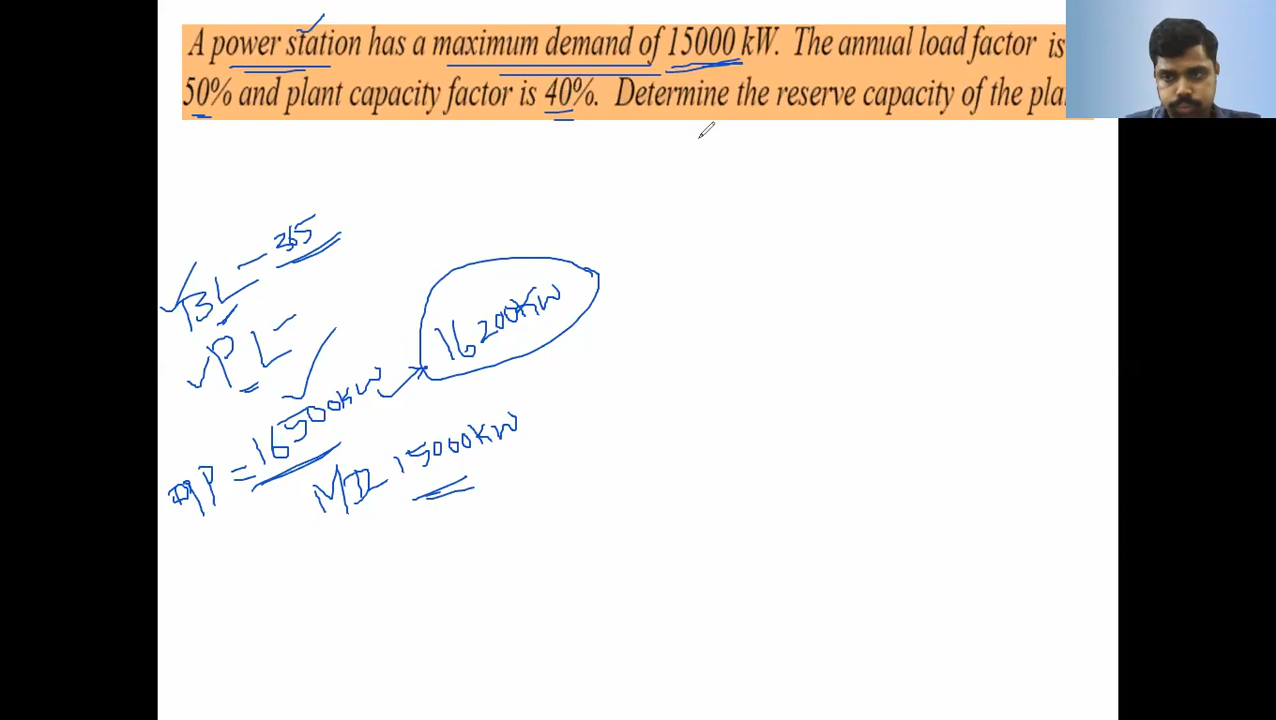 A power station has a maximum demand of 15000 kW. The annual load factor is
50% and plant capacity factor is 40%. Determine the reserve capacity of the pla
BL = 365
PL =
16200KW
= 16500KW
MD 15000KW